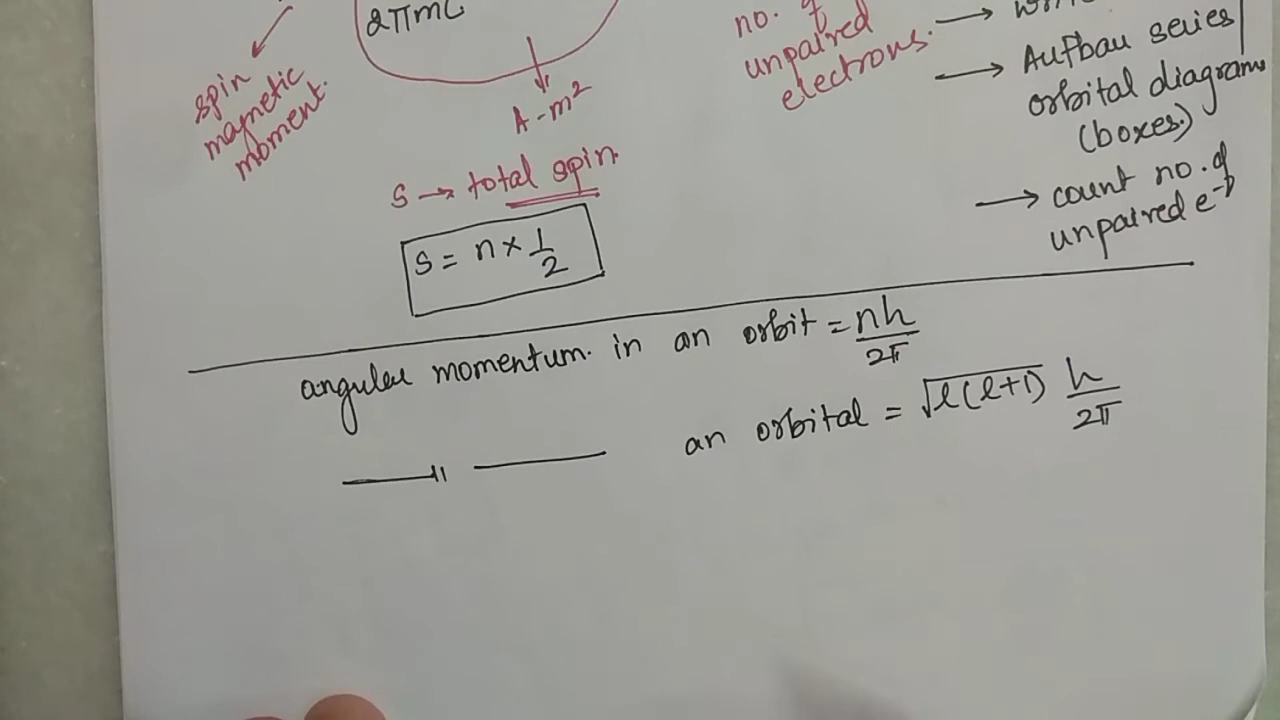 2πmc
spin
magnetic
moment.
A-m²
S → total spin.
S = n × 1/2
no. of
unpaired
electrons.
→
→ Aufbau series
orbital diagrams
(boxes)
→ count no. of
unpaired e⁻s
angular momentum. in an orbit = nh/2π
—"— an orbital = √l(l+1) h/2π